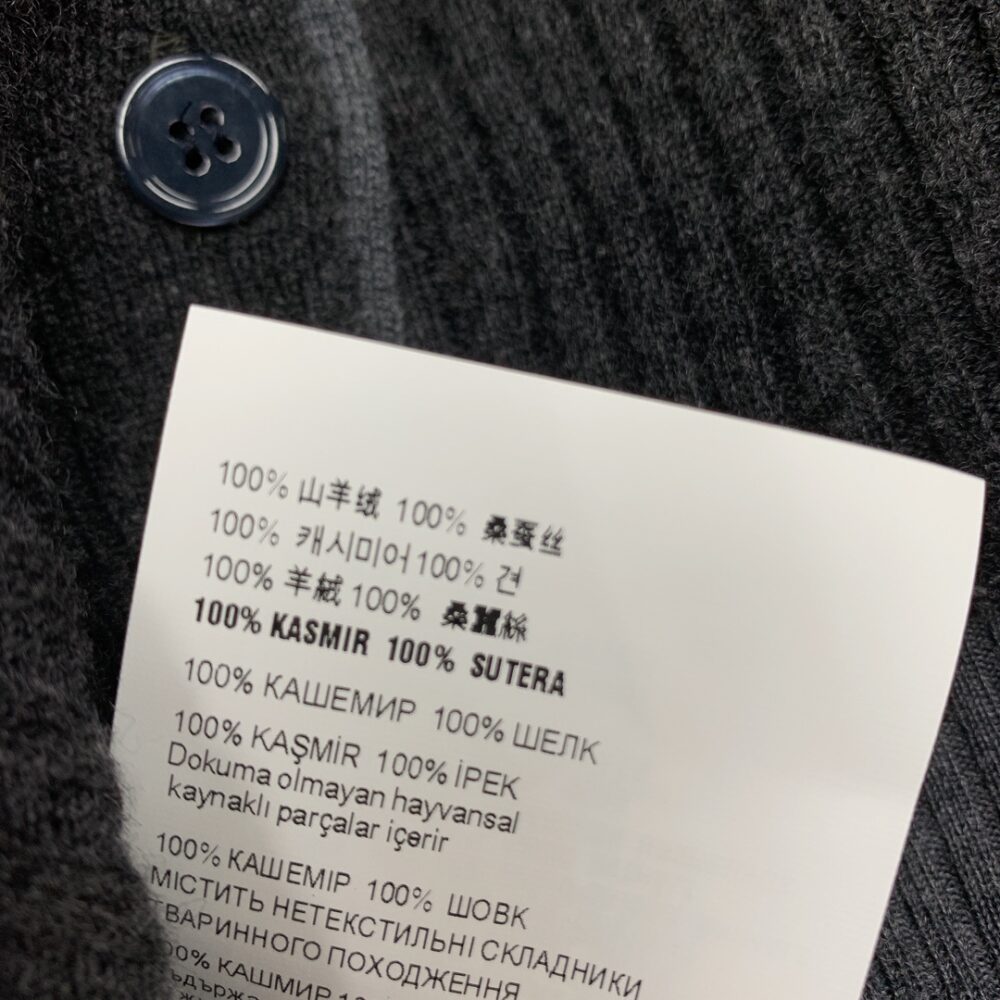 100% 山羊绒 100% 桑蚕丝
100% 캐시미어 100% 견
100% 羊絨 100% 桑絲
100% KASMIR 100% SUTERA
100% КАШЕМИР 100% ШЕЛК
100% KAŞMİR 100% İPEK
Dokuma olmayan hayvansal
kaynaklı parçalar içerir
100% КАШЕМІР 100% ШОВК
МІСТИТЬ НЕТЕКСТИЛЬНІ СКЛАДНИКИ
ТВАРИННОГО ПОХОДЖЕННЯ
00% КАШМИР